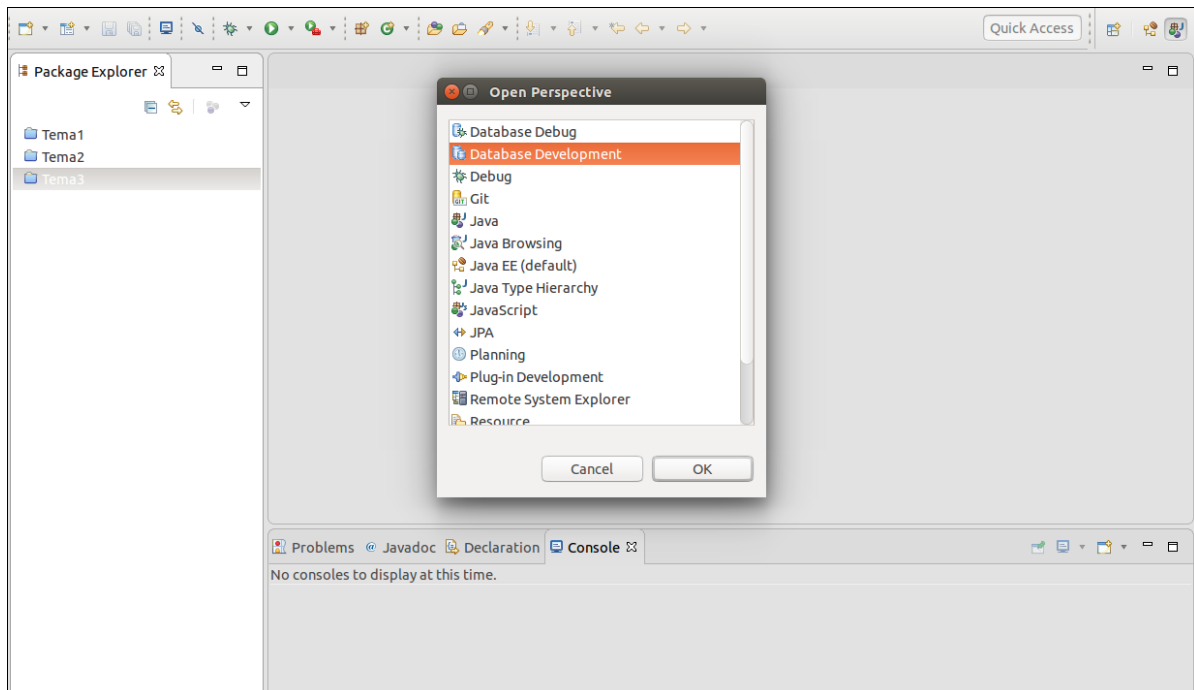 Quick Access
Package Explorer
Tema1
Tema2
Tema3
Open Perspective
Database Debug
Database Development
Debug
GIT Git
Java
Java Browsing
Java EE (default)
Java Type Hierarchy
JavaScript
JPA
Planning
Plug-in Development
Remote System Explorer
Resource
Cancel OK
Problems @ Javadoc Declaration Console
No consoles to display at this time.